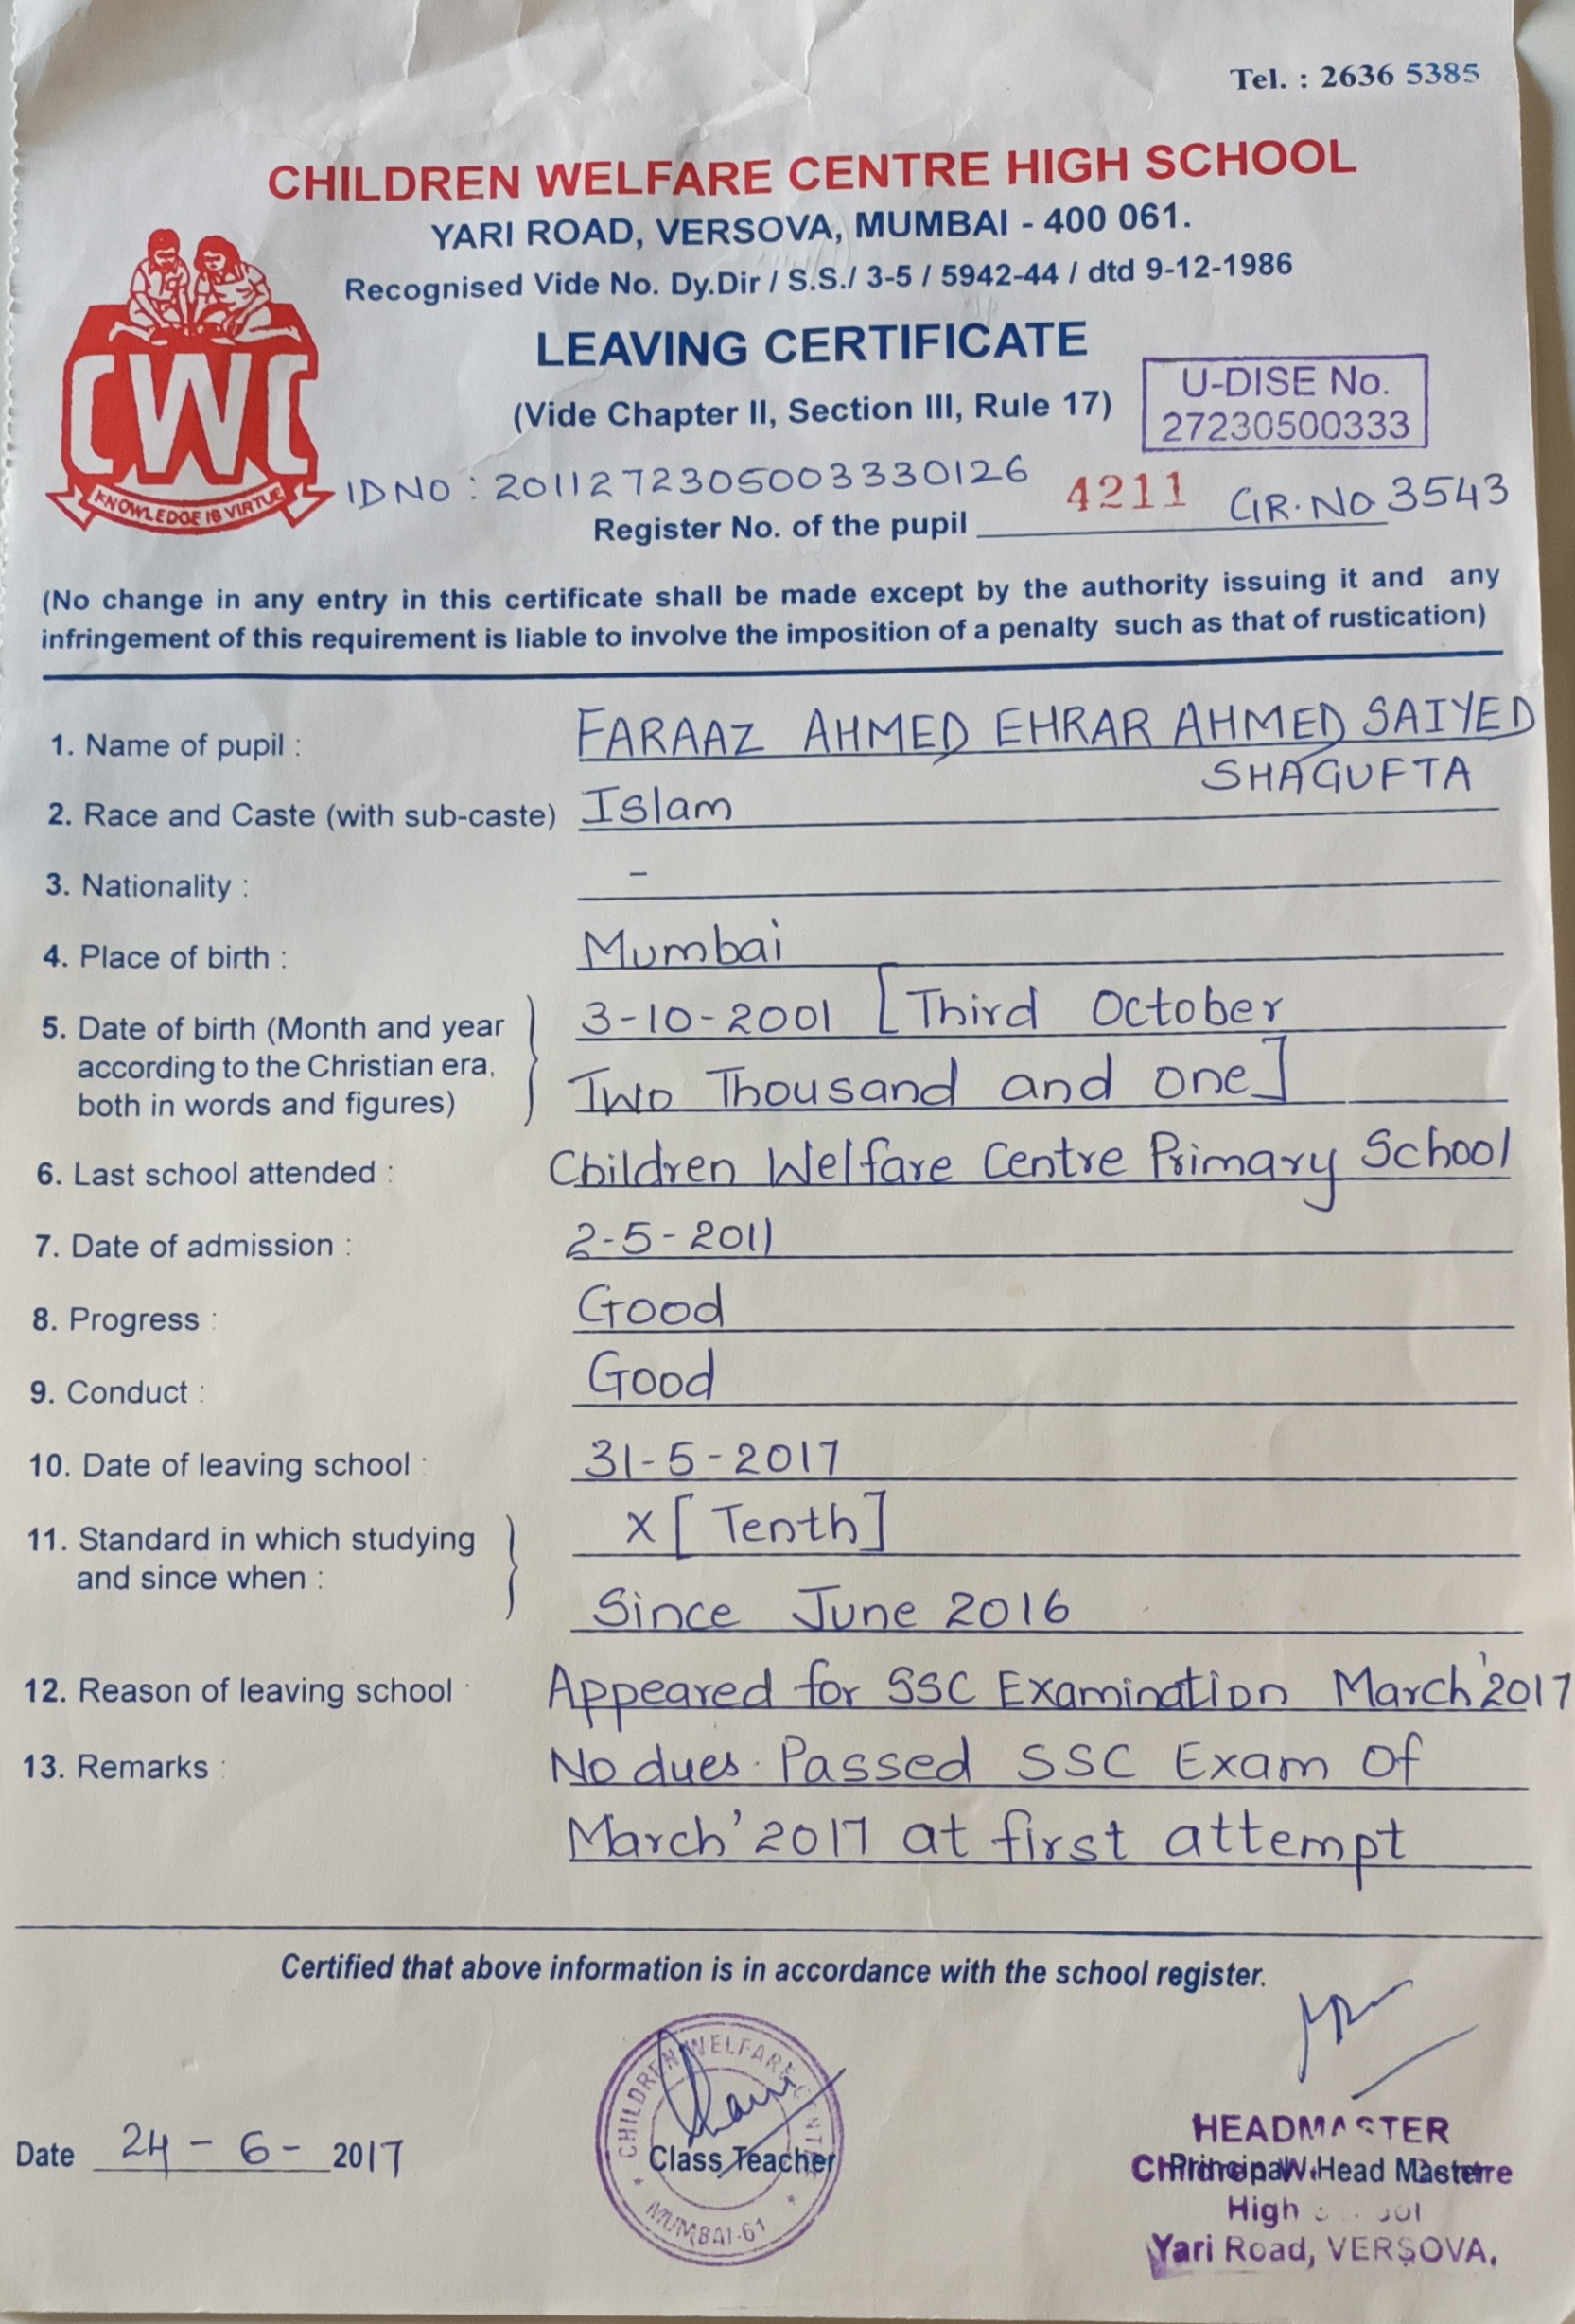 Tel. : 2636 5385
CHILDREN WELFARE CENTRE HIGH SCHOOL
YARI ROAD, VERSOVA, MUMBAI - 400 061.
Recognised Vide No. Dy.Dir / S.S./ 3-5 / 5942-44 / dtd 9-12-1986
LEAVING CERTIFICATE
(Vide Chapter II, Section III, Rule 17)
U-DISE No.
27230500333
CWC
KNOWLEDGE IS VIRTUE
IDNO : 2011272305003330126
Register No. of the pupil 4211 GR.NO 3543
(No change in any entry in this certificate shall be made except by the authority issuing it and any
infringement of this requirement is liable to involve the imposition of a penalty such as that of rustication)
1. Name of pupil : FARAAZ AHMED EHRAR AHMED SAIYED
SHAGUFTA
2. Race and Caste (with sub-caste) Islam
3. Nationality : -
4. Place of birth : Mumbai
5. Date of birth (Month and year 3-10-2001 [Third October
according to the Christian era,
both in words and figures) Two Thousand and one]
6. Last school attended : Children Welfare Centre Primary School
7. Date of admission : 2-5-2011
8. Progress : Good
9. Conduct : Good
10. Date of leaving school : 31-5-2017
11. Standard in which studying X [Tenth]
and since when : Since June 2016
12. Reason of leaving school Appeared for SSC Examination March'2017
13. Remarks : No dues. Passed SSC Exam Of
March'2017 at first attempt
Certified that above information is in accordance with the school register.
CHILDREN WELFARE CENTRE
MUMBAI-61
Date 24-6-2017
Class Teacher
HEADMASTER
Principal / Head Master
High
Yari Road, VERSOVA.